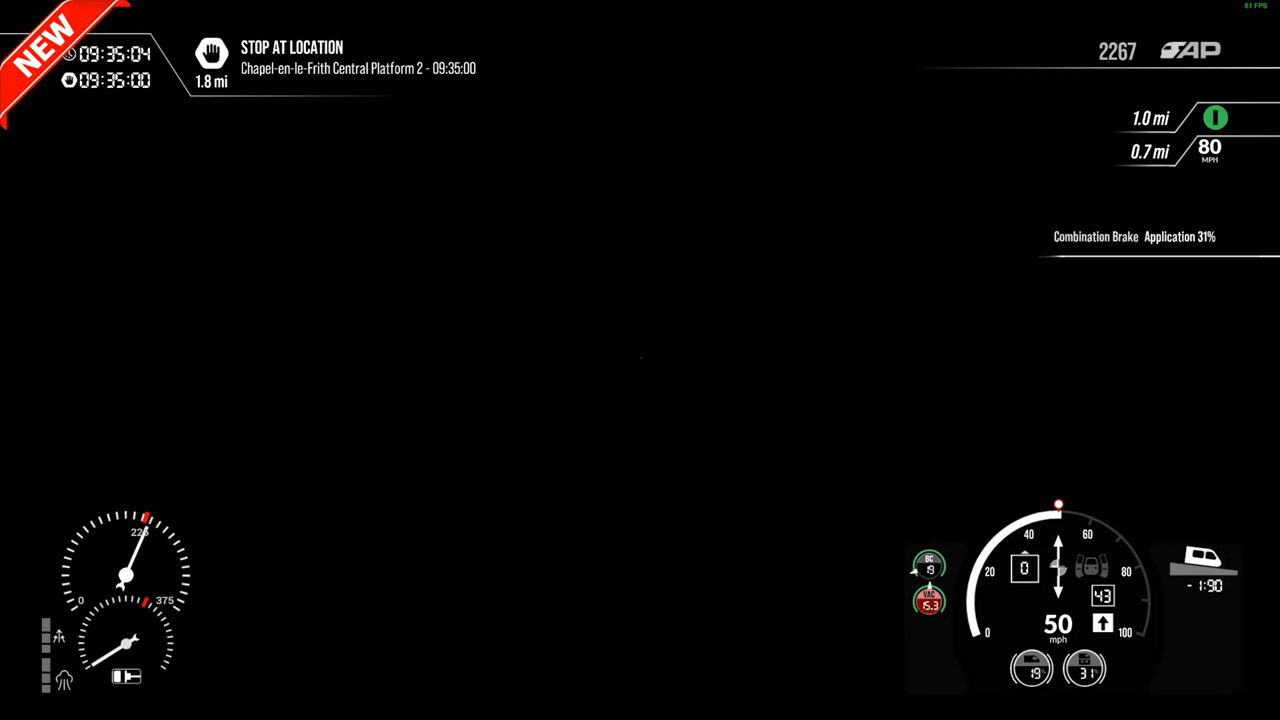 61 FPS
NEW
09:35:04
09:35:00
STOP AT LOCATION
Chapel-en-le-Frith Central Platform 2 - 09:35:00
1.8 mi
2267 AP
1.0 mi
0.7 mi 80
MPH
Combination Brake Application 31%
225
0 375
40 60
20 80
0 100
BC
19
VAC
15.3
0
43
50
mph
19%
31%
- 1:90